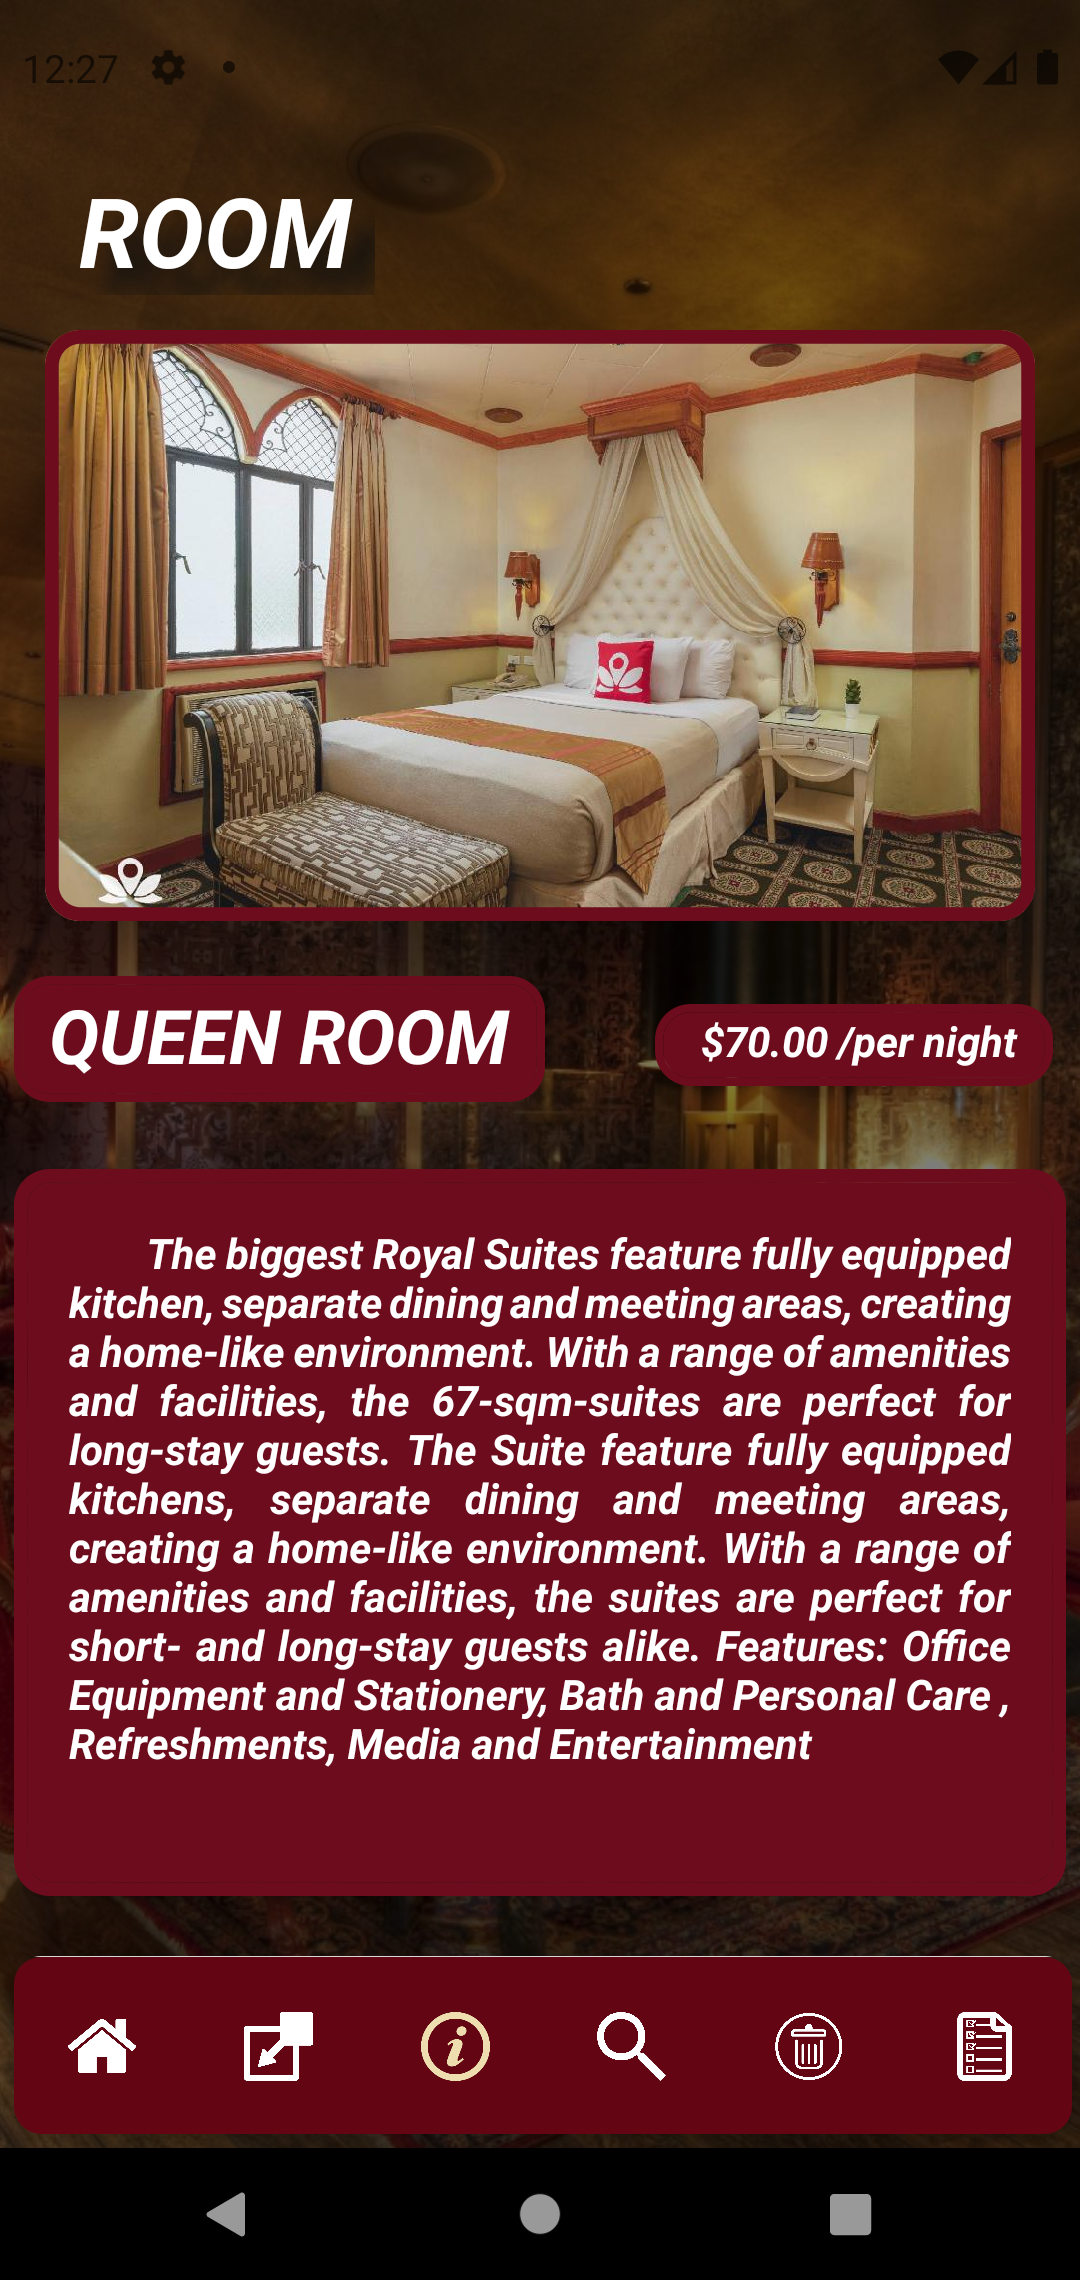 12:27
ROOM
QUEEN ROOM
$70.00 /per night
The biggest Royal Suites feature fully equipped
kitchen, separate dining and meeting areas, creating
a home-like environment. With a range of amenities
and facilities, the 67-sqm-suites are perfect for
long-stay guests. The Suite feature fully equipped
kitchens, separate dining and meeting areas,
creating a home-like environment. With a range of
amenities and facilities, the suites are perfect for
short- and long-stay guests alike. Features: Office
Equipment and Stationery, Bath and Personal Care ,
Refreshments, Media and Entertainment